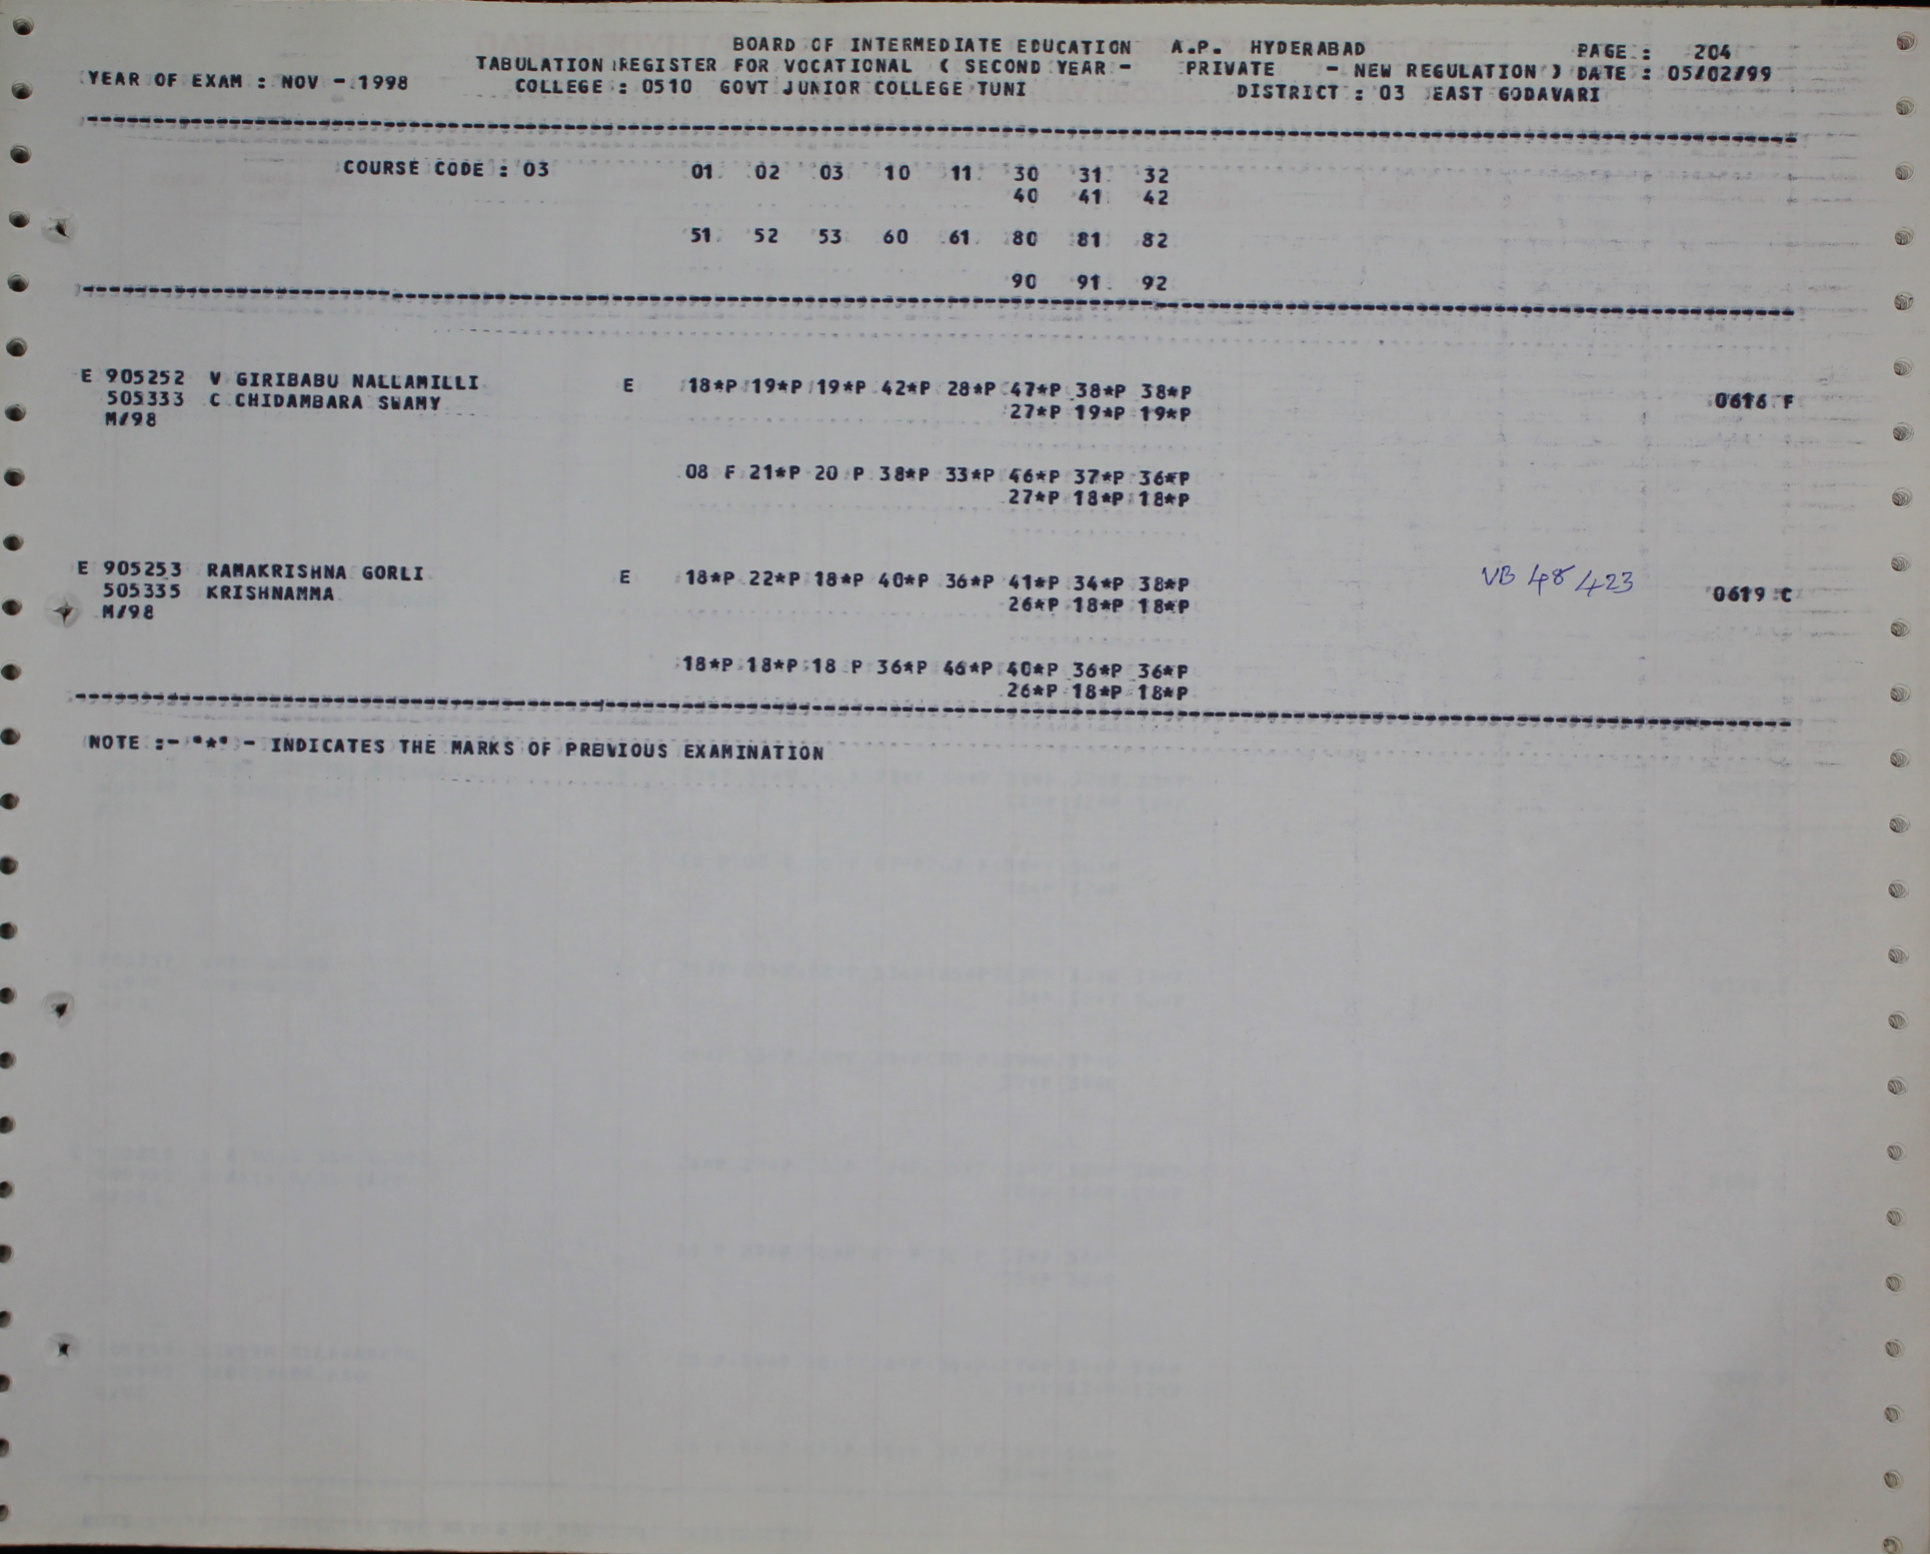 BOARD OF INTERMEDIATE EDUCATION A.P. HYDERABAD PAGE : 204
TABULATION REGISTER FOR VOCATIONAL ( SECOND YEAR - PRIVATE - NEW REGULATION ) DATE : 05/02/99
YEAR OF EXAM : NOV - 1998 COLLEGE : 0510 GOVT JUNIOR COLLEGE TUNI DISTRICT : 03 EAST GODAVARI
COURSE CODE : 03 01 02 03 10 11 30 31 32
40 41 42
51 52 53 60 61 80 81 82
90 91 92
E 905252 V GIRIBABU NALLAMILLI E 18*P 19*P 19*P 42*P 28*P 47*P 38*P 38*P
505333 C CHIDAMBARA SWAMY 27*P 19*P 19*P 0616 F
M/98
08 F 21*P 20 P 38*P 33*P 46*P 37*P 36*P
27*P 18*P 18*P
E 905253 RAMAKRISHNA GORLI E 18*P 22*P 18*P 40*P 36*P 41*P 34*P 38*P VB 48/423
505335 KRISHNAMMA 26*P 18*P 18*P 0619 C
M/98
18*P 18*P 18 P 36*P 46*P 40*P 36*P 36*P
26*P 18*P 18*P
NOTE :- "*" - INDICATES THE MARKS OF PREVIOUS EXAMINATION